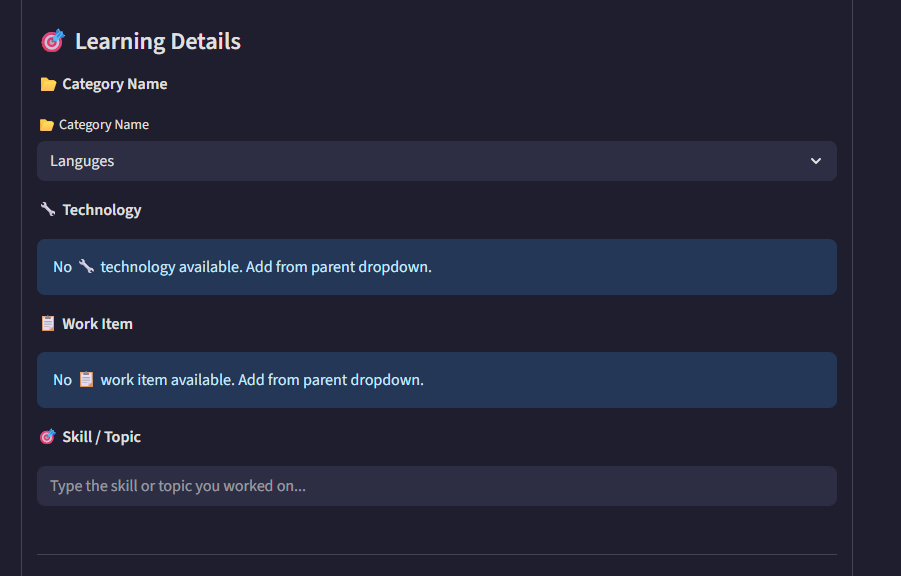 🎯 Learning Details
📁 Category Name
📁 Category Name
Languges
🔧 Technology
No 🔧 technology available. Add from parent dropdown.
📋 Work Item
No 📋 work item available. Add from parent dropdown.
🎯 Skill / Topic
Type the skill or topic you worked on...